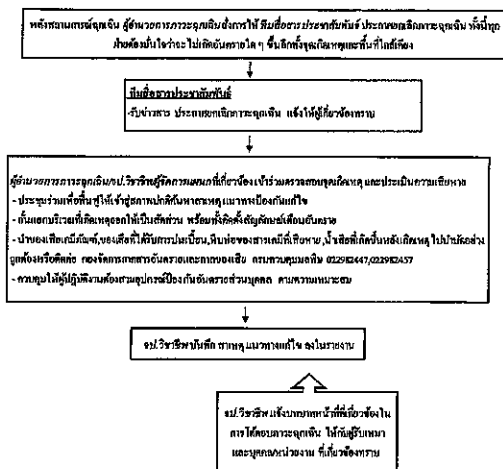 หลังสถานการณ์ฉุกเฉิน ผู้อำนวยการภาวะฉุกเฉินสั่งการให้ ทีมสื่อสารประชาสัมพันธ์ ประกาศยกเลิกภาวะฉุกเฉิน ทั้งนี้ทุก
ฝ่ายต้องมั่นใจว่าจะไม่เกิดอันตรายใด ๆ ขึ้นอีกทั้งจุดเกิดเหตุและพื้นที่ใกล้เคียง
ทีมสื่อสารประชาสัมพันธ์
-รับข่าวสาร ประกาศยกเลิกภาวะฉุกเฉิน แจ้งให้ผู้เกี่ยวข้องทราบ
ผู้อำนวยการภาวะฉุกเฉิน/จป.วิชาชีพ/ผู้จัดการแผนกที่เกี่ยวข้อง เข้าร่วมตรวจสอบจุดเกิดเหตุ และประเมินความเสียหาย
- ประชุมร่วมเพื่อฟื้นฟูให้เข้าสู่สภาพปกติค้นหาสาเหตุ แนวทางป้องกันแก้ไข
- กั้นแยกบริเวณที่เกิดเหตุออกให้เป็นสัดส่วน พร้อมทั้งติดตั้งสัญลักษณ์เตือนอันตราย
- นำของเสียเคมีภัณฑ์,ของเสียที่ได้รับการปนเปื้อน,หีบห่อของสารเคมีที่เสียหาย,น้ำเสียที่เกิดขึ้นหลังเกิดเหตุ ไปบำบัดอย่าง
ถูกต้องหรือติดต่อ กองจัดการกากสารอันตรายและกากของเสีย กรมควบคุมมลพิษ 022982447,022982457
- ควบคุมให้ผู้ปฏิบัติงานต้องสวมอุปกรณ์ป้องกันอันตรายส่วนบุคคล ตามความเหมาะสม
จป.วิชาชีพบันทึก สาเหตุ แนวทางแก้ไข ลงในรายงาน
จป.วิชาชีพ แจ้งบทบาทหน้าที่ที่เกี่ยวข้องใน
การโต้ตอบภาวะฉุกเฉิน ให้กับผู้รับเหมา
และบุคคลหน่วยงาน ที่เกี่ยวข้องทราบ